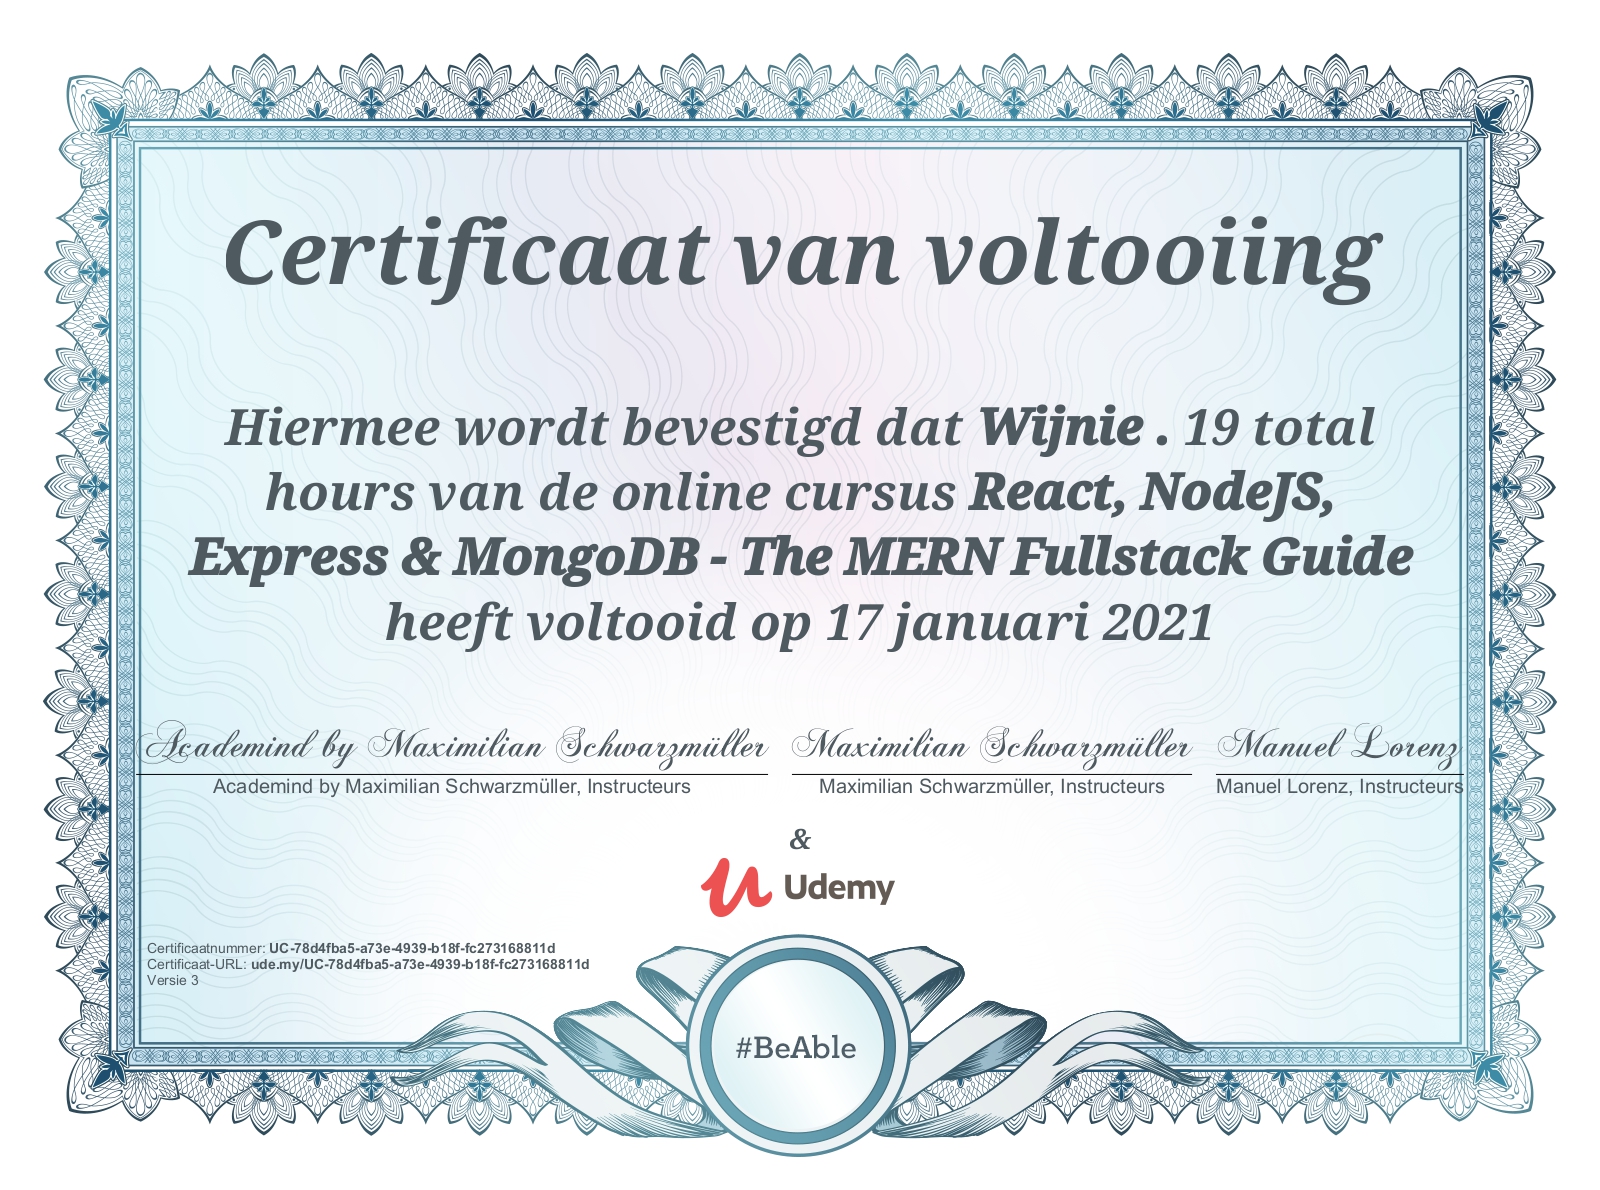 Certificaat van voltooiing
Hiermee wordt bevestigd dat Wijnie . 19 total
hours van de online cursus React, NodeJS,
Express & MongoDB - The MERN Fullstack Guide
heeft voltooid op 17 januari 2021
Academind by Maximilian Schwarzmüller Maximilian Schwarzmüller Manuel Lorenz
Academind by Maximilian Schwarzmüller, Instructeurs Maximilian Schwarzmüller, Instructeurs Manuel Lorenz, Instructeurs
&
Udemy
Certificaatnummer: UC-78d4fba5-a73e-4939-b18f-fc273168811d
Certificaat-URL: ude.my/UC-78d4fba5-a73e-4939-b18f-fc273168811d
Versie 3
#BeAble